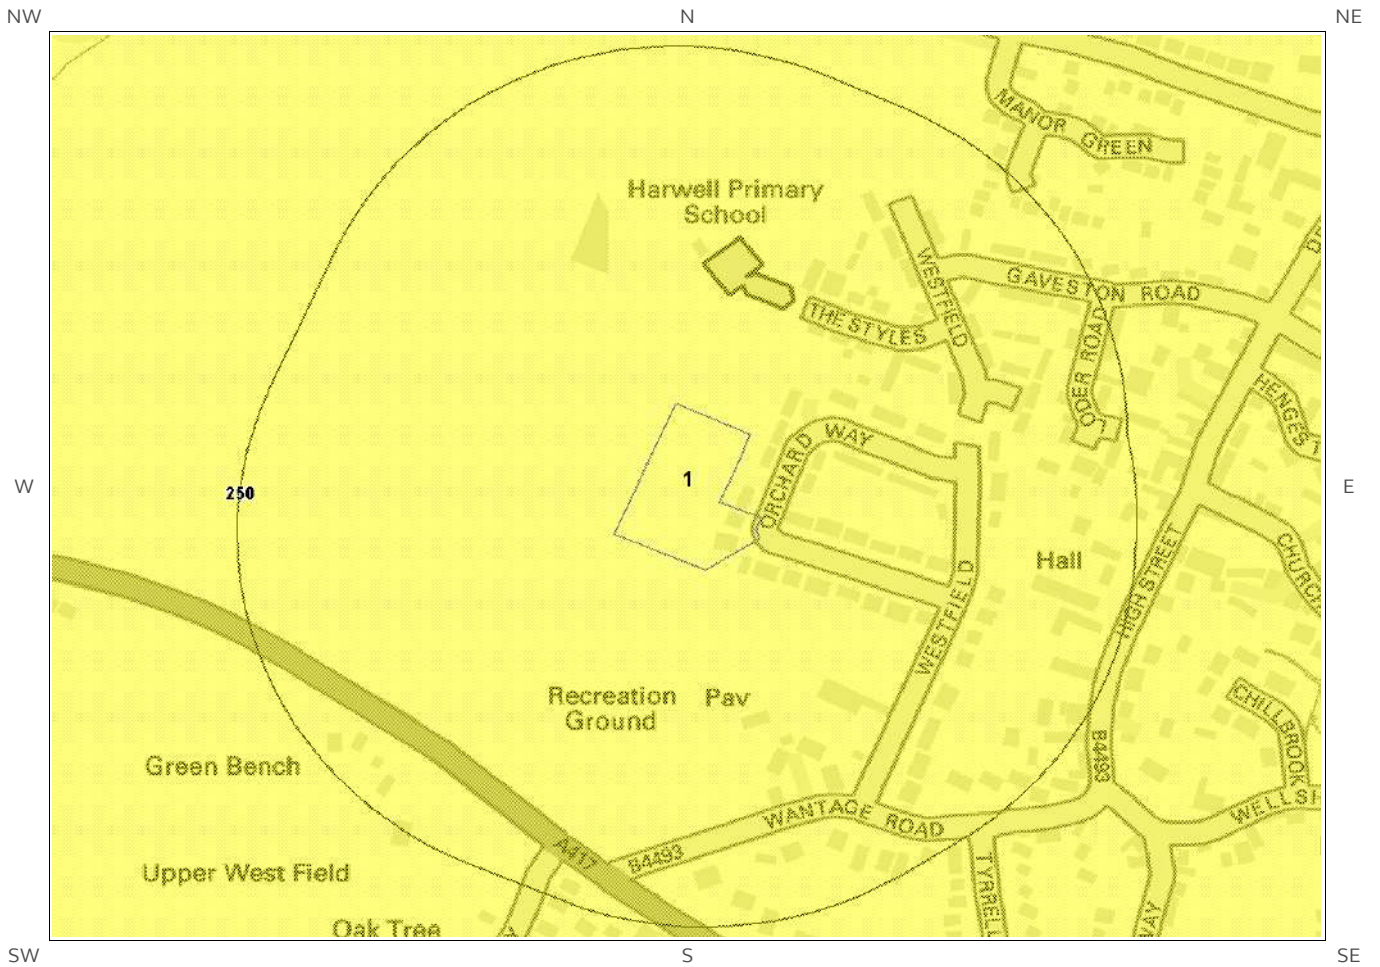 NW
N
NE
MANOR GREEN
Harwell Primary
School
WESTFIELD
GAVESTON ROAD
THE STYLES
LODER ROAD
ORCHARD WAY
W
250
1
E
Hall
HIGH STREET
CHURCH
WESTFIELD
Recreation
Ground
Pav
CHILLBROOK
B4493
Green Bench
WANTAGE ROAD
WELLSH
A417
B4493
Upper West Field
TYRRELL
Oak Tree
WAY
SW
S
SE